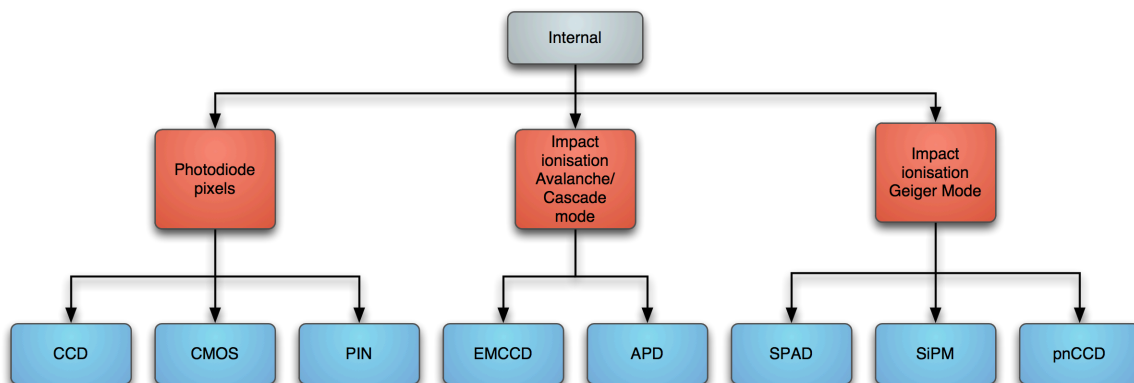 Internal
Photodiode
pixels
Impact
ionisation
Avalanche/
Cascade
mode
Impact
ionisation
Geiger Mode
CCD
CMOS
PIN
EMCCD
APD
SPAD
SiPM
pnCCD